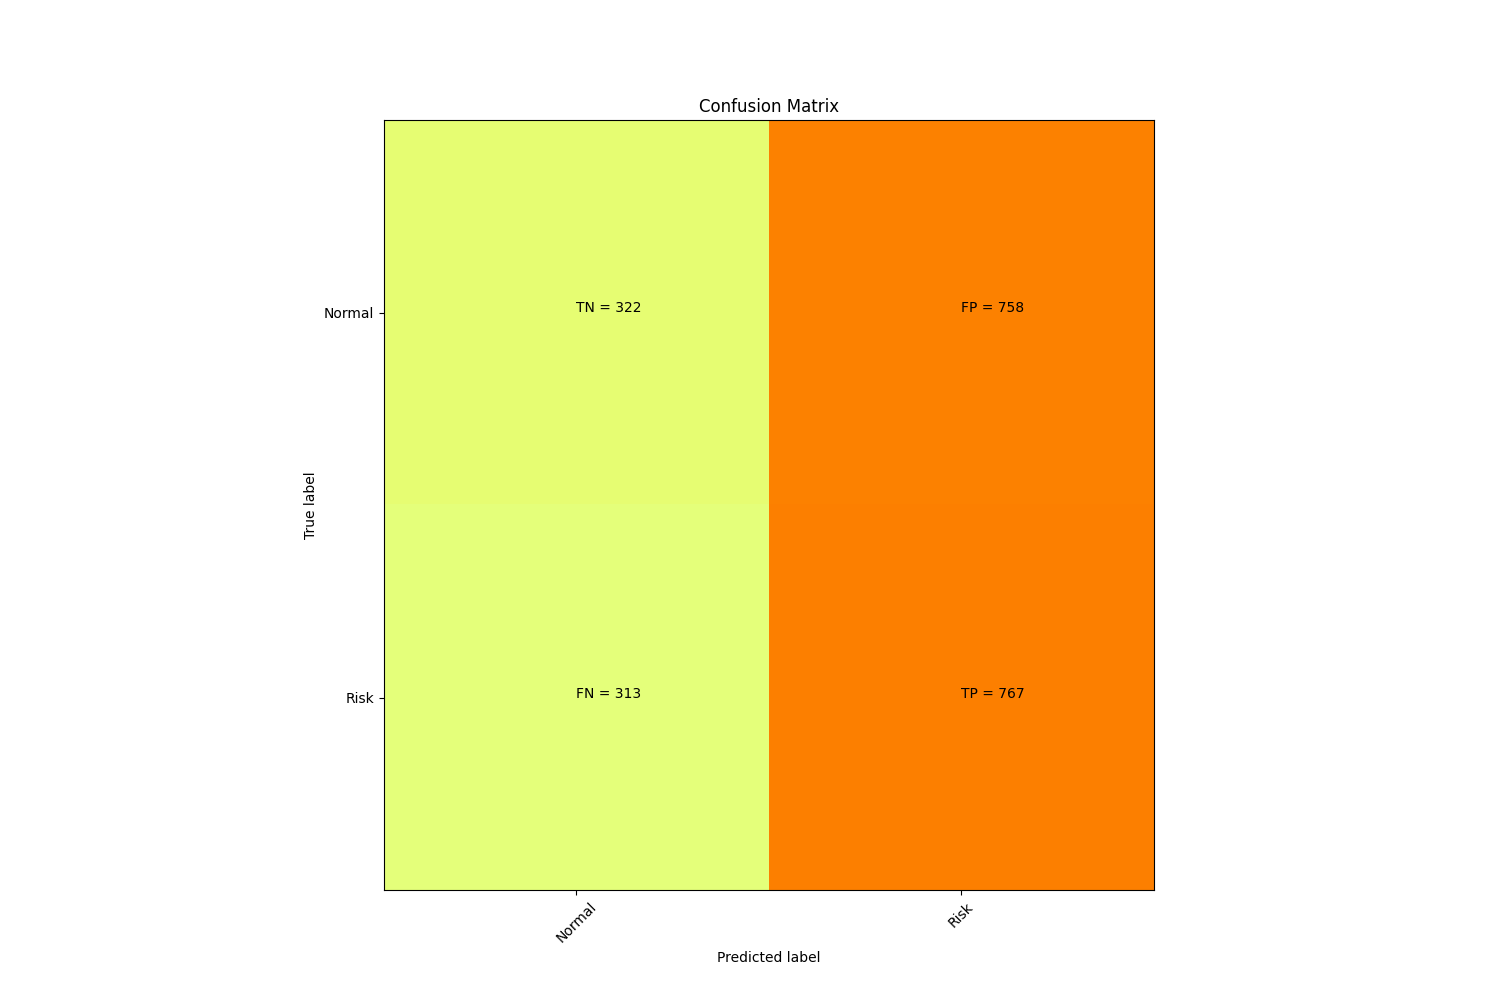 Confusion Matrix
Normal
TN = 322
FP = 758
True label
Risk
FN = 313
TP = 767
Normal
Risk
Predicted label